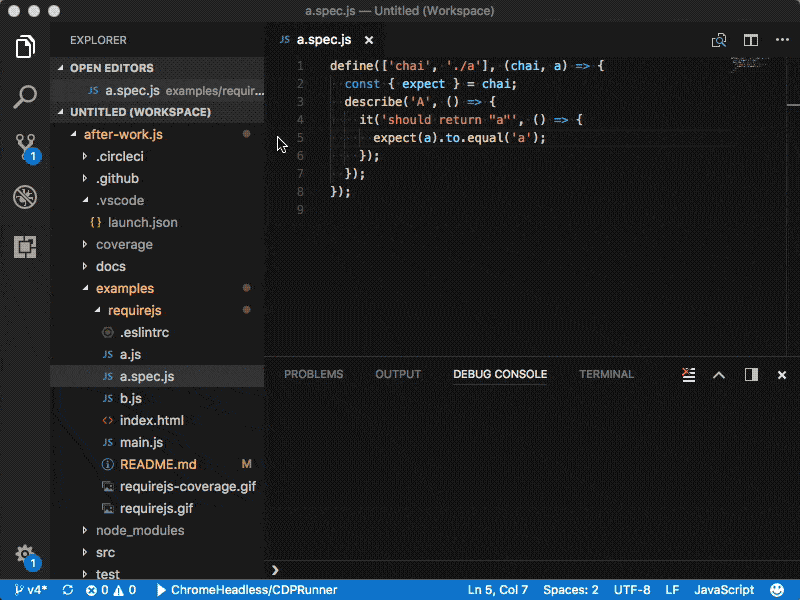 a.spec.js — Untitled (Workspace)
EXPLORER
OPEN EDITORS
JS a.spec.js examples/requir...
UNTITLED (WORKSPACE)
after-work.js
.circleci
.github
.vscode
{} launch.json
coverage
docs
examples
requirejs
.eslintrc
JS a.js
JS a.spec.js
JS b.js
<> index.html
JS main.js
README.md M
requirejs-coverage.gif
requirejs.gif
node_modules
src
test
1
1
JS a.spec.js ×
1 define(['chai', './a'], (chai, a) => {
2 const { expect } = chai;
3 describe('A', () => {
4 it('should return "a"', () => {
5 expect(a).to.equal('a');
6 });
7 });
8 });
9
PROBLEMS OUTPUT DEBUG CONSOLE TERMINAL
v4* 0 0 ChromeHeadless/CDPRunner Ln 5, Col 7 Spaces: 2 UTF-8 LF JavaScript